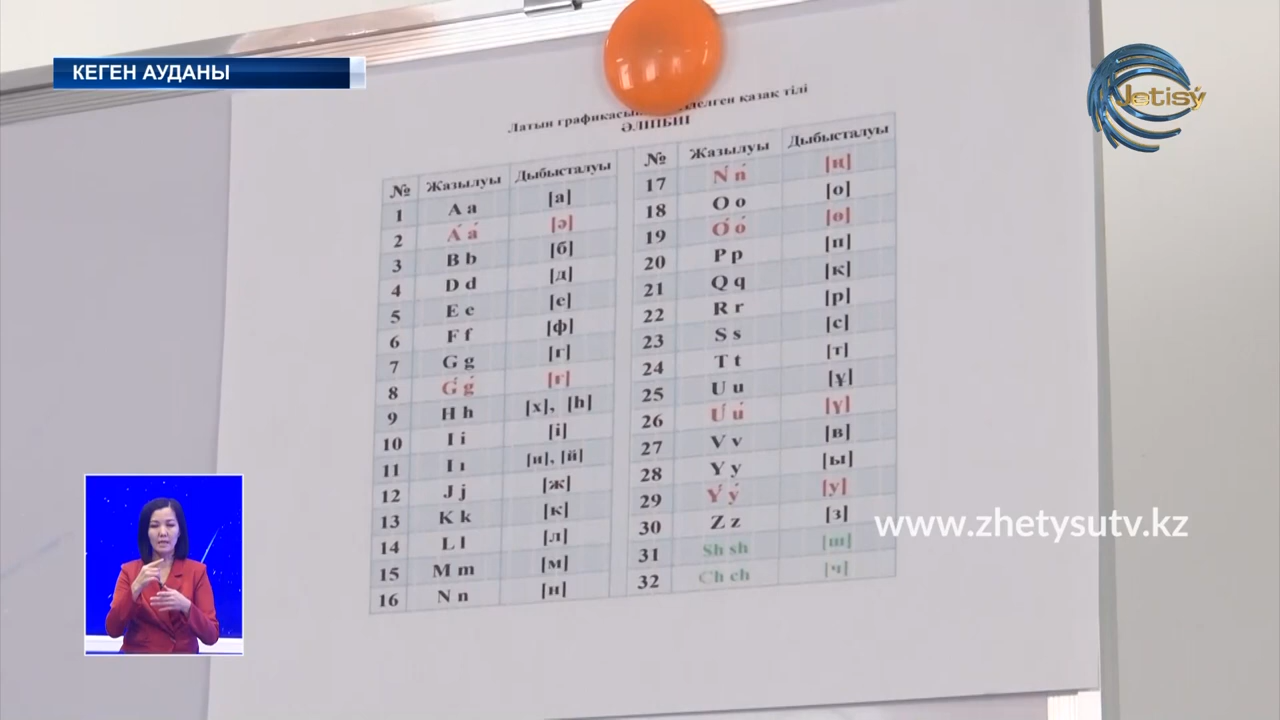 КЕГЕН АУДАНЫ
Jetisý
Латын графикасы қазақ тілі
ӘЛІПБИІ
№ Жазылуы Дыбысталуы
1 A a [а]
2 Á á [ә]
3 B b [б]
4 D d [д]
5 E e [е]
6 F f [ф]
7 G g [г]
8 Ǵ ǵ [ғ]
9 H h [х], [һ]
10 I i [і]
11 I ı [и], [й]
12 J j [ж]
13 K k [к]
14 L l [л]
15 M m [м]
16 N n [н]
№ Жазылуы Дыбысталуы
17 Ń ń [ң]
18 O o [о]
19 Ó ó [ө]
20 P p [п]
21 Q q [қ]
22 R r [р]
23 S s [с]
24 T t [т]
25 U u [ұ]
26 Ú ú [ү]
27 V v [в]
28 Y y [ы]
29 Ý ý [у]
30 Z z [з]
31 Sh sh [ш]
32 Ch ch [ч]
www.zhetysutv.kz